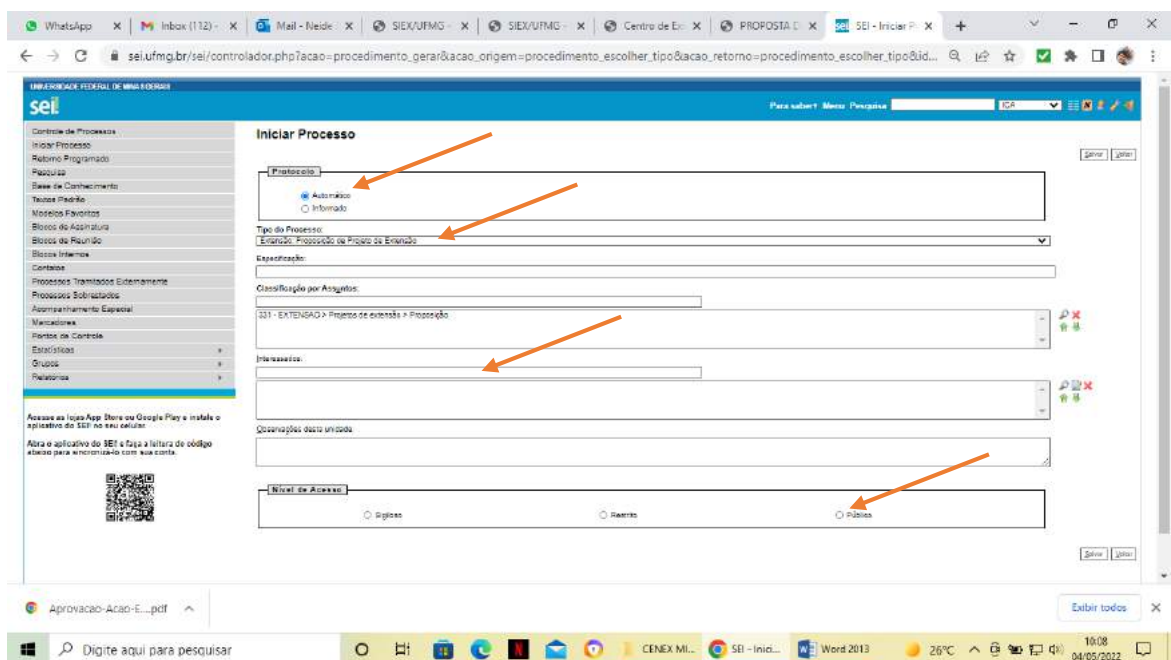 WhatsApp
Inbox (112) -
Mail - Neide
SIEX/UFMG -
SIEX/UFMG -
Centro de Ex
PROPOSTA D
SEI - Iniciar P
sei.ufmg.br/sei/controlador.php?acao=procedimento_gerar&acao_origem=procedimento_escolher_tipo&acao_retorno=procedimento_escolher_tipo&id...
UNIVERSIDADE FEDERAL DE MINAS GERAIS
sei!
Para saber+ Menu Pesquisa
ICA
Controle de Processos
Iniciar Processo
Retorno Programado
Pesquisa
Base de Conhecimento
Textos Padrão
Modelos Favoritos
Blocos de Assinatura
Blocos de Reunião
Blocos Internos
Contatos
Processos Tramitados Externamente
Processos Sobrestados
Acompanhamento Especial
Marcadores
Pontos de Controle
Estatísticas
Grupos
Relatórios
Acesse as lojas App Store ou Google Play e instale o
aplicativo do SEI! no seu celular.
Abra o aplicativo do SEI! e faça a leitura do código
abaixo para sincronizá-lo com sua conta.
Iniciar Processo
Salvar Voltar
Protocolo
Automático
Informado
Tipo do Processo:
Extensão: Proposição de Projeto de Extensão
Especificação:
Classificação por Assuntos:
331 - EXTENSÃO > Projetos de extensão > Proposição
Interessados:
Observações desta unidade:
Nível de Acesso
Sigiloso
Restrito
Público
Salvar Voltar
Aprovacao-Acao-E....pdf
Exibir todos
Digite aqui para pesquisar
CENEX MI...
SEI - Inici...
Word 2013
26°C
10:08
04/05/2022